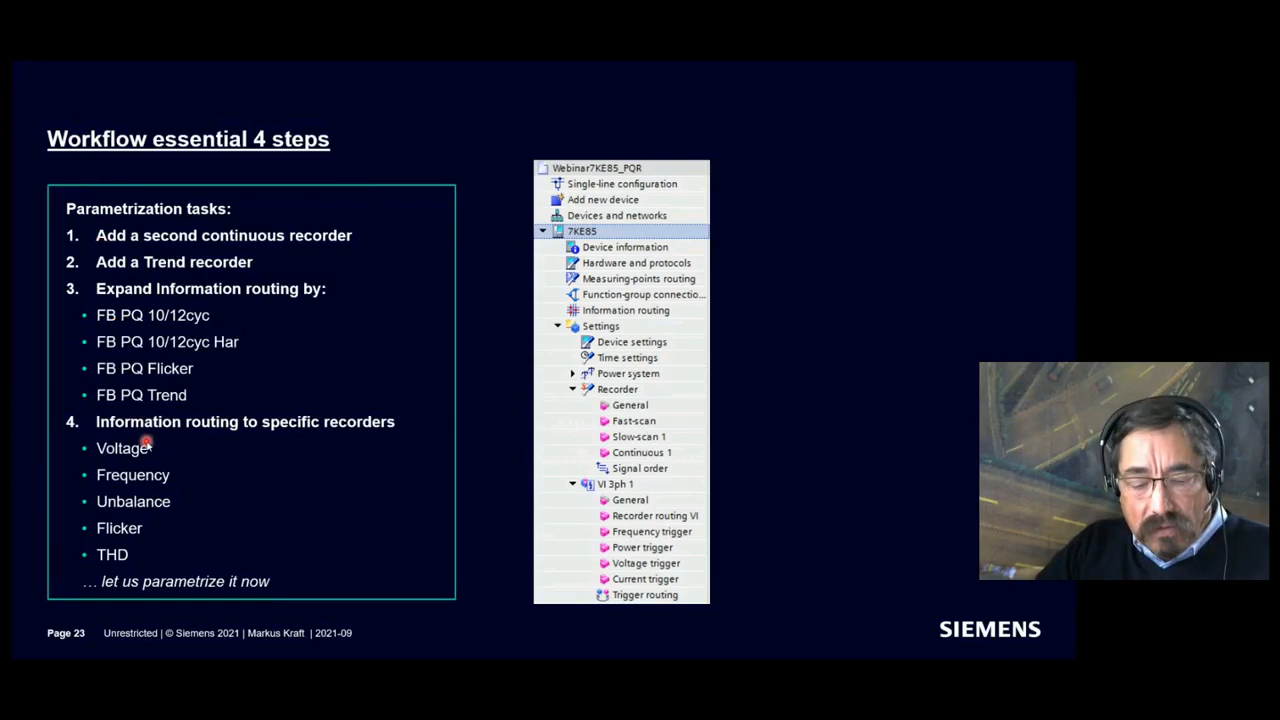 Workflow essential 4 steps
Parametrization tasks:
1. Add a second continuous recorder
2. Add a Trend recorder
3. Expand Information routing by:
• FB PQ 10/12cyc
• FB PQ 10/12cyc Har
• FB PQ Flicker
• FB PQ Trend
4. Information routing to specific recorders
• Voltage
• Frequency
• Unbalance
• Flicker
• THD
… let us parametrize it now
Webinar7KE85_PQR
Single-line configuration
Add new device
Devices and networks
7KE85
Device information
Hardware and protocols
Measuring-points routing
Function-group connectio...
Information routing
Settings
Device settings
Time settings
Power system
Recorder
General
Fast-scan
Slow-scan 1
Continuous 1
Signal order
VI 3ph 1
General
Recorder routing VI
Frequency trigger
Power trigger
Voltage trigger
Current trigger
Trigger routing
Page 23 Unrestricted | © Siemens 2021 | Markus Kraft | 2021-09
SIEMENS